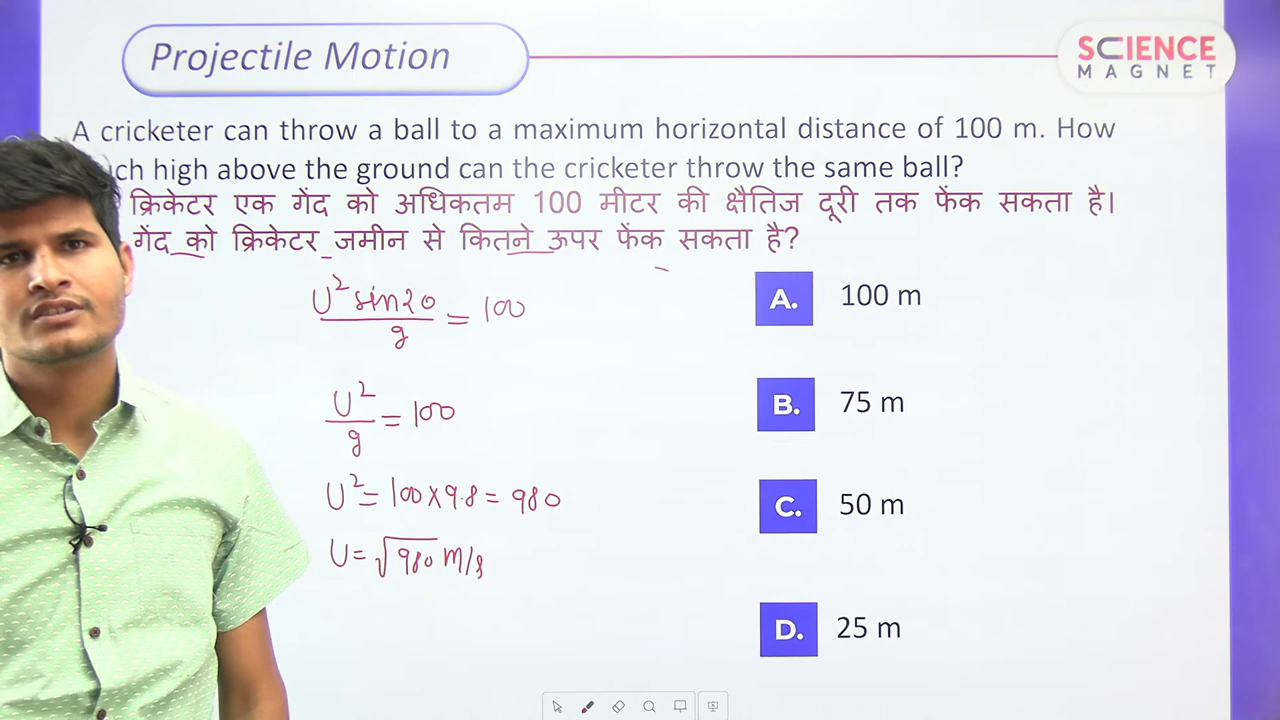 Projectile Motion
SCIENCE
MAGNET
A cricketer can throw a ball to a maximum horizontal distance of 100 m. How
high above the ground can the cricketer throw the same ball?
क्रिकेटर एक गेंद को अधिकतम 100 मीटर की क्षैतिज दूरी तक फेंक सकता है।
गेंद को क्रिकेटर जमीन से कितने ऊपर फेंक सकता है?
U² sin2θ / g = 100
U² / g = 100
U² = 100 × 9.8 = 980
U = √980 m/s
A. 100 m
B. 75 m
C. 50 m
D. 25 m